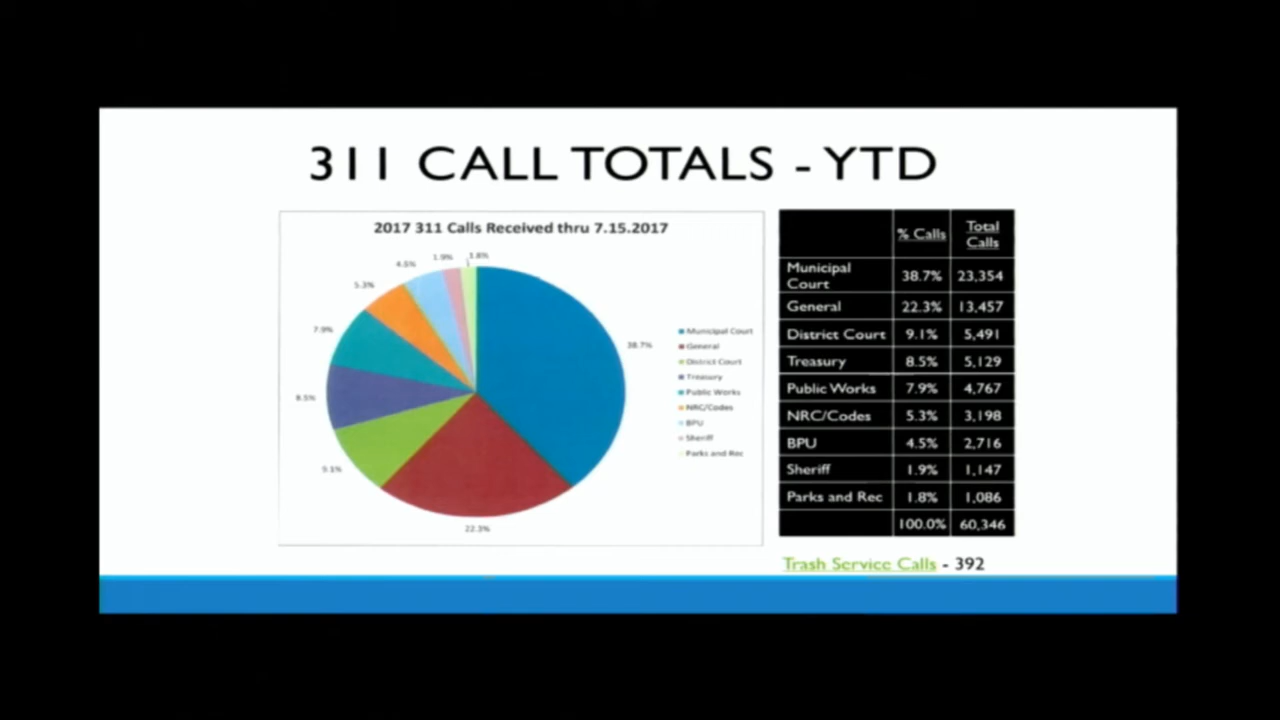 311 CALL TOTALS - YTD
2017 311 Calls Received thru 7.15.2017
1.8%
1.9%
4.5%
5.3%
7.9%
8.5%
9.1%
22.3%
38.7%
Municipal Court
General
District Court
Treasury
Public Works
NRC/Codes
BPU
Sheriff
Parks and Rec
% Calls Total
Calls
Municipal
Court 38.7% 23,354
General 22.3% 13,457
District Court 9.1% 5,491
Treasury 8.5% 5,129
Public Works 7.9% 4,767
NRC/Codes 5.3% 3,198
BPU 4.5% 2,716
Sheriff 1.9% 1,147
Parks and Rec 1.8% 1,086
100.0% 60,346
Trash Service Calls - 392